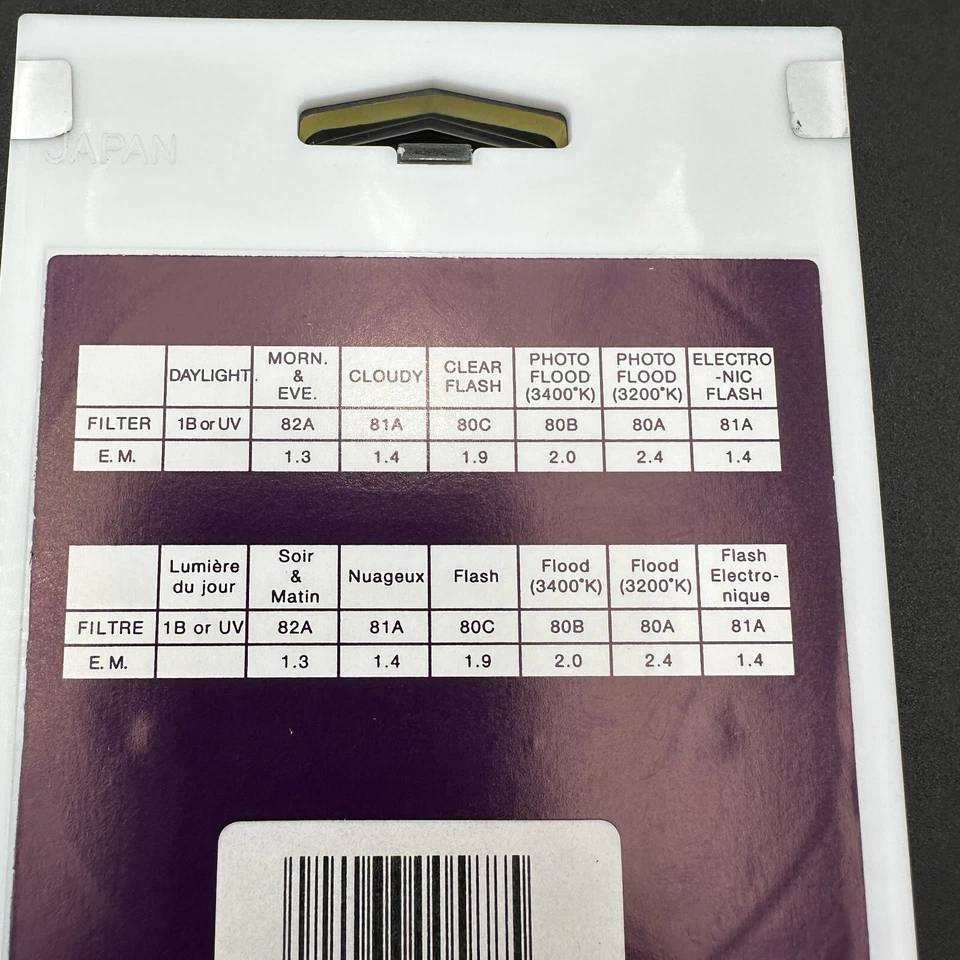 JAPAN
DAYLIGHT. MORN. & EVE. CLOUDY CLEAR FLASH PHOTO FLOOD (3400°K) PHOTO FLOOD (3200°K) ELECTRO-NIC FLASH
FILTER 1B or UV 82A 81A 80C 80B 80A 81A
E.M. 1.3 1.4 1.9 2.0 2.4 1.4
Lumière du jour Soir & Matin Nuageux Flash Flood (3400°K) Flood (3200°K) Flash Electro-nique
FILTRE 1B or UV 82A 81A 80C 80B 80A 81A
E.M. 1.3 1.4 1.9 2.0 2.4 1.4